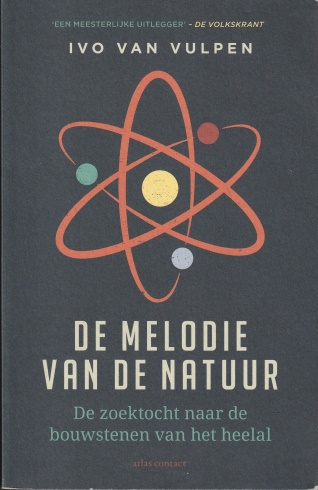 'EEN MEESTERLIJKE UITLEGGER' – DE VOLKSKRANT
IVO VAN VULPEN
DE MELODIE
VAN DE NATUUR
De zoektocht naar de
bouwstenen van het heelal
atlas contact